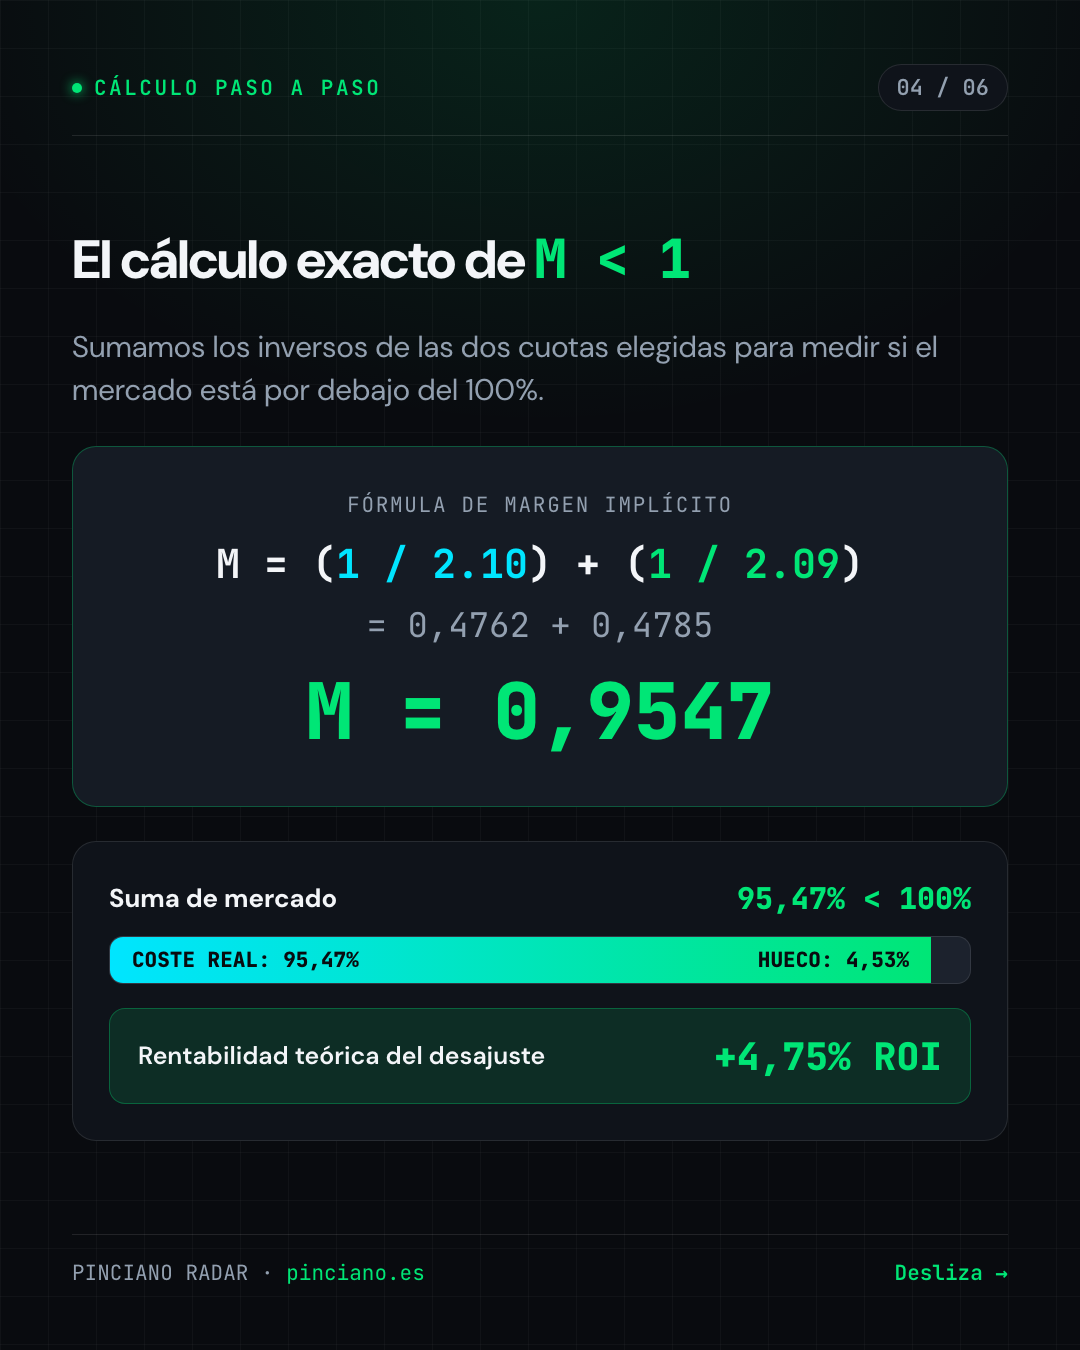 CÁLCULO PASO A PASO
04 / 06
El cálculo exacto de M < 1
Sumamos los inversos de las dos cuotas elegidas para medir si el
mercado está por debajo del 100%.
FÓRMULA DE MARGEN IMPLÍCITO
M = (1 / 2.10) + (1 / 2.09)
= 0,4762 + 0,4785
M = 0,9547
Suma de mercado
95,47% < 100%
COSTE REAL: 95,47%
HUECO: 4,53%
Rentabilidad teórica del desajuste
+4,75% ROI
PINCIANO RADAR · pinciano.es
Desliza →